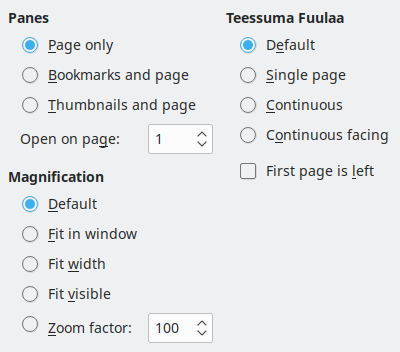 Panes
Page only
Bookmarks and page
Thumbnails and page
Open on page: 1
Magnification
Default
Fit in window
Fit width
Fit visible
Zoom factor: 100
Teessuma Fuulaa
Default
Single page
Continuous
Continuous facing
First page is left